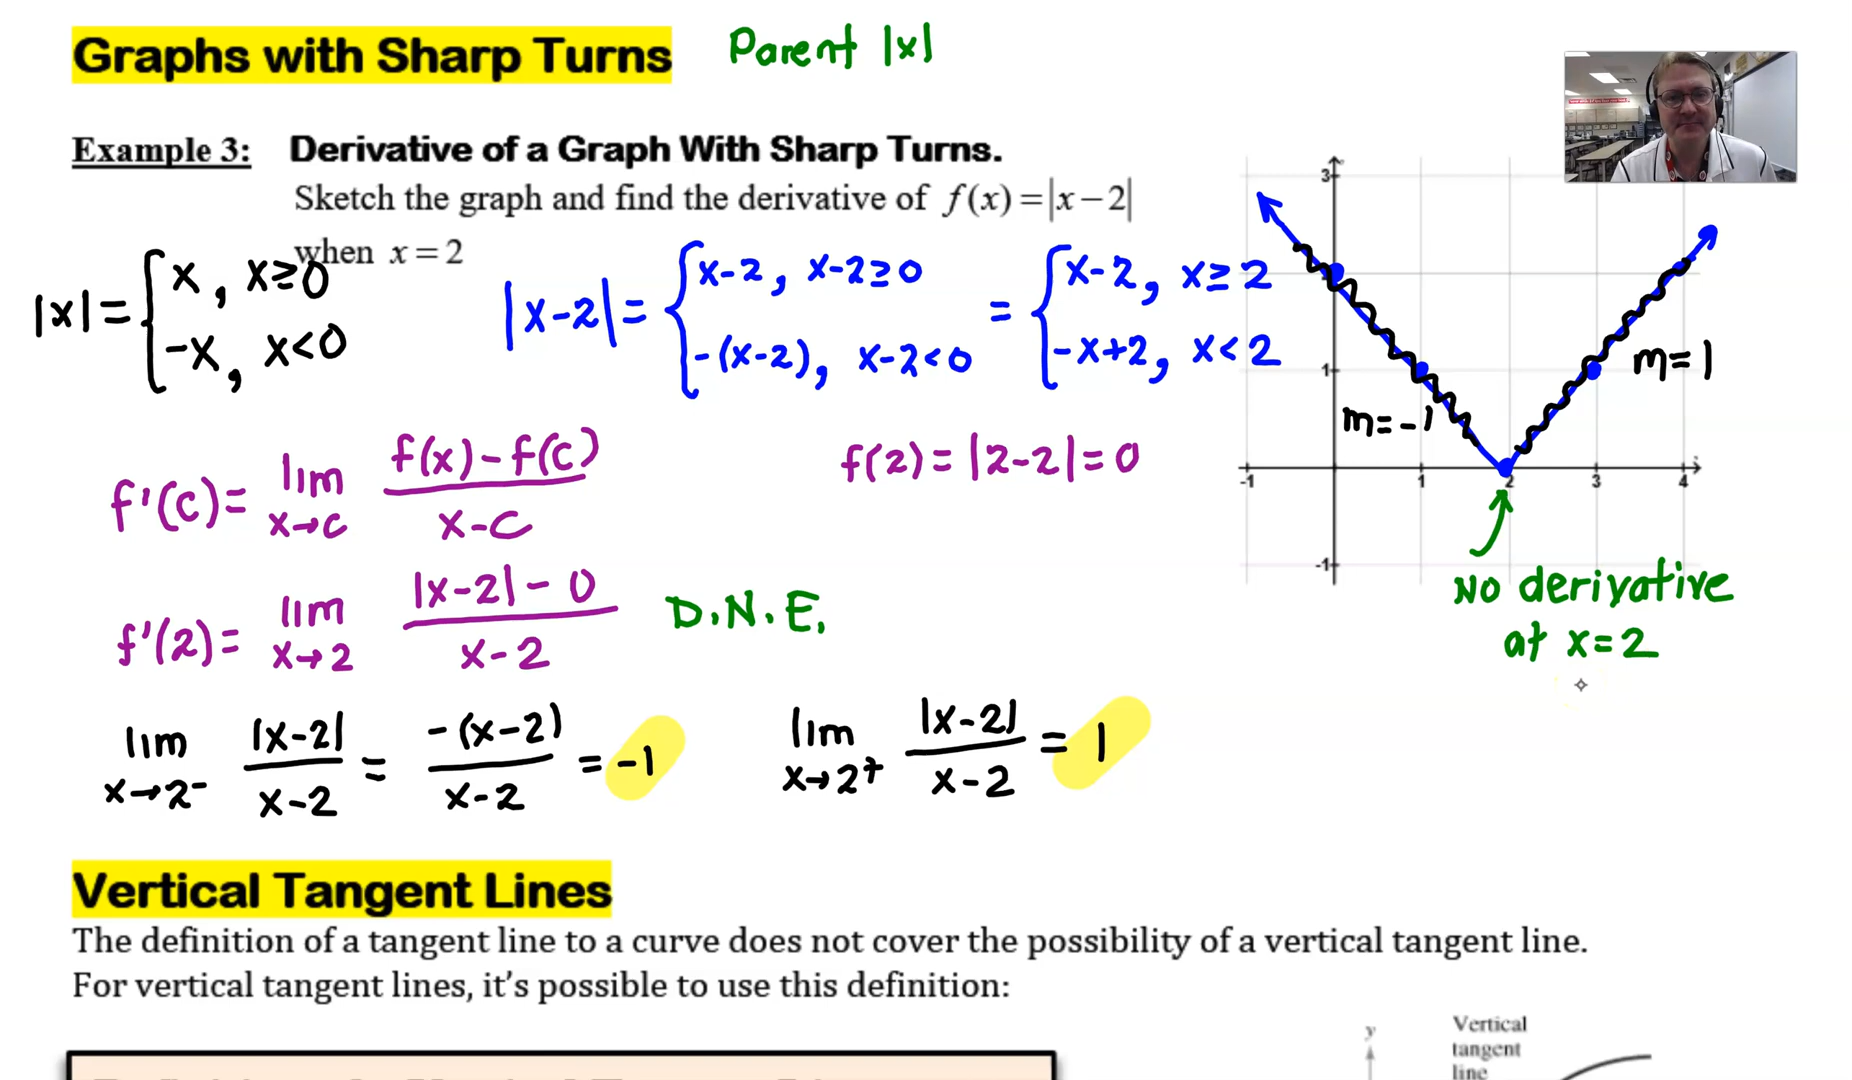 Graphs with Sharp Turns
Parent |x|
Example 3: Derivative of a Graph With Sharp Turns.
Sketch the graph and find the derivative of f(x)=|x−2|
when x=2
|x|= { x, x≥0
-x, x<0
|x-2|= { x-2, x-2≥0
-(x-2), x-2<0
= { x-2, x≥2
-x+2, x<2
f'(c)= lim x→c f(x)-f(c) / x-c
f(2)=|2-2|=0
f'(2)= lim x→2 |x-2|-0 / x-2 D.N.E.
lim x→2- |x-2| / x-2 = -(x-2) / x-2 = -1
lim x→2+ |x-2| / x-2 = 1
3
1
-1
-1 1 2 3 4
m=-1
m=1
No derivative
at x=2
Vertical Tangent Lines
The definition of a tangent line to a curve does not cover the possibility of a vertical tangent line.
For vertical tangent lines, it's possible to use this definition:
y
Vertical
tangent
line